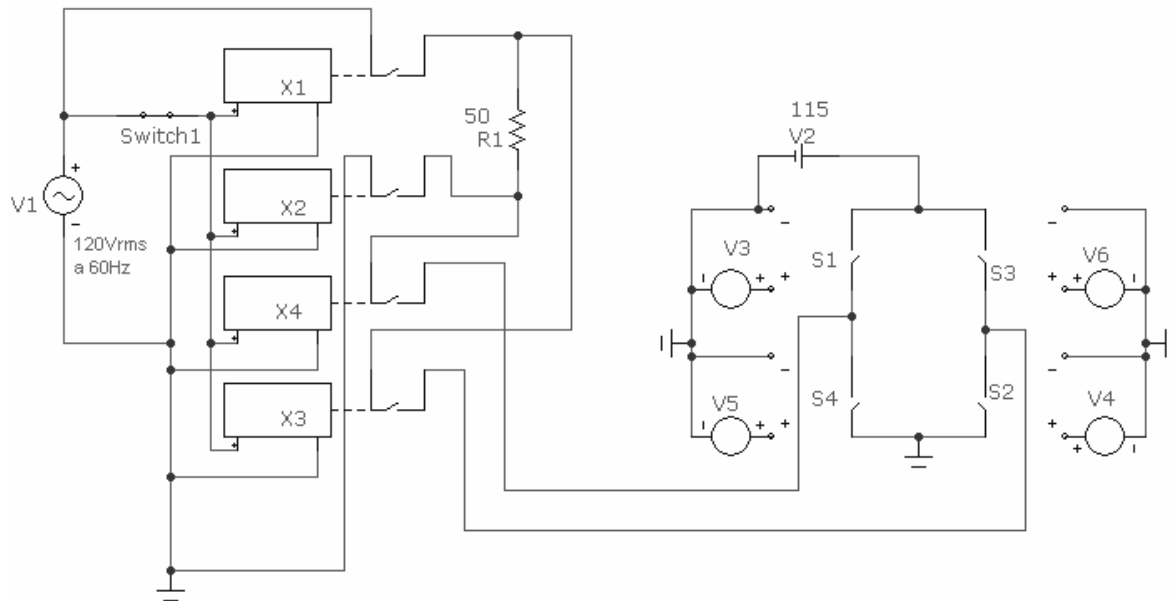 X1
50
R1
Switch1
115
V2
V1
120Vrms
a 60Hz
X2
V3
S1
S3
V6
X4
X3
V5
S4
S2
V4